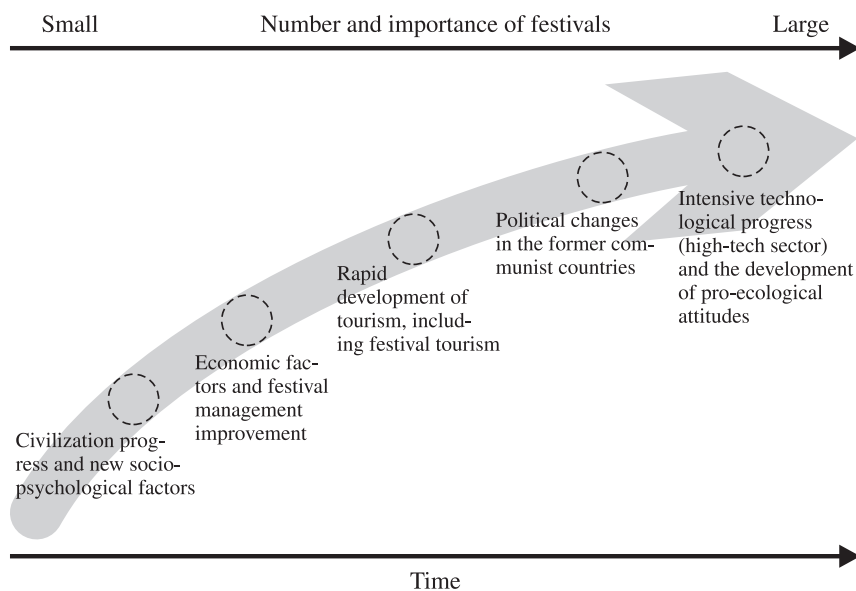 Small Number and importance of festivals Large
Civilization prog-
ress and new socio-
psychological factors
Economic fac-
tors and festival
management
improvement
Rapid
development of
tourism, includ-
ing festival tourism
Political changes
in the former com-
munist countries
Intensive techno-
logical progress
(high-tech sector)
and the development
of pro-ecological
attitudes
Time